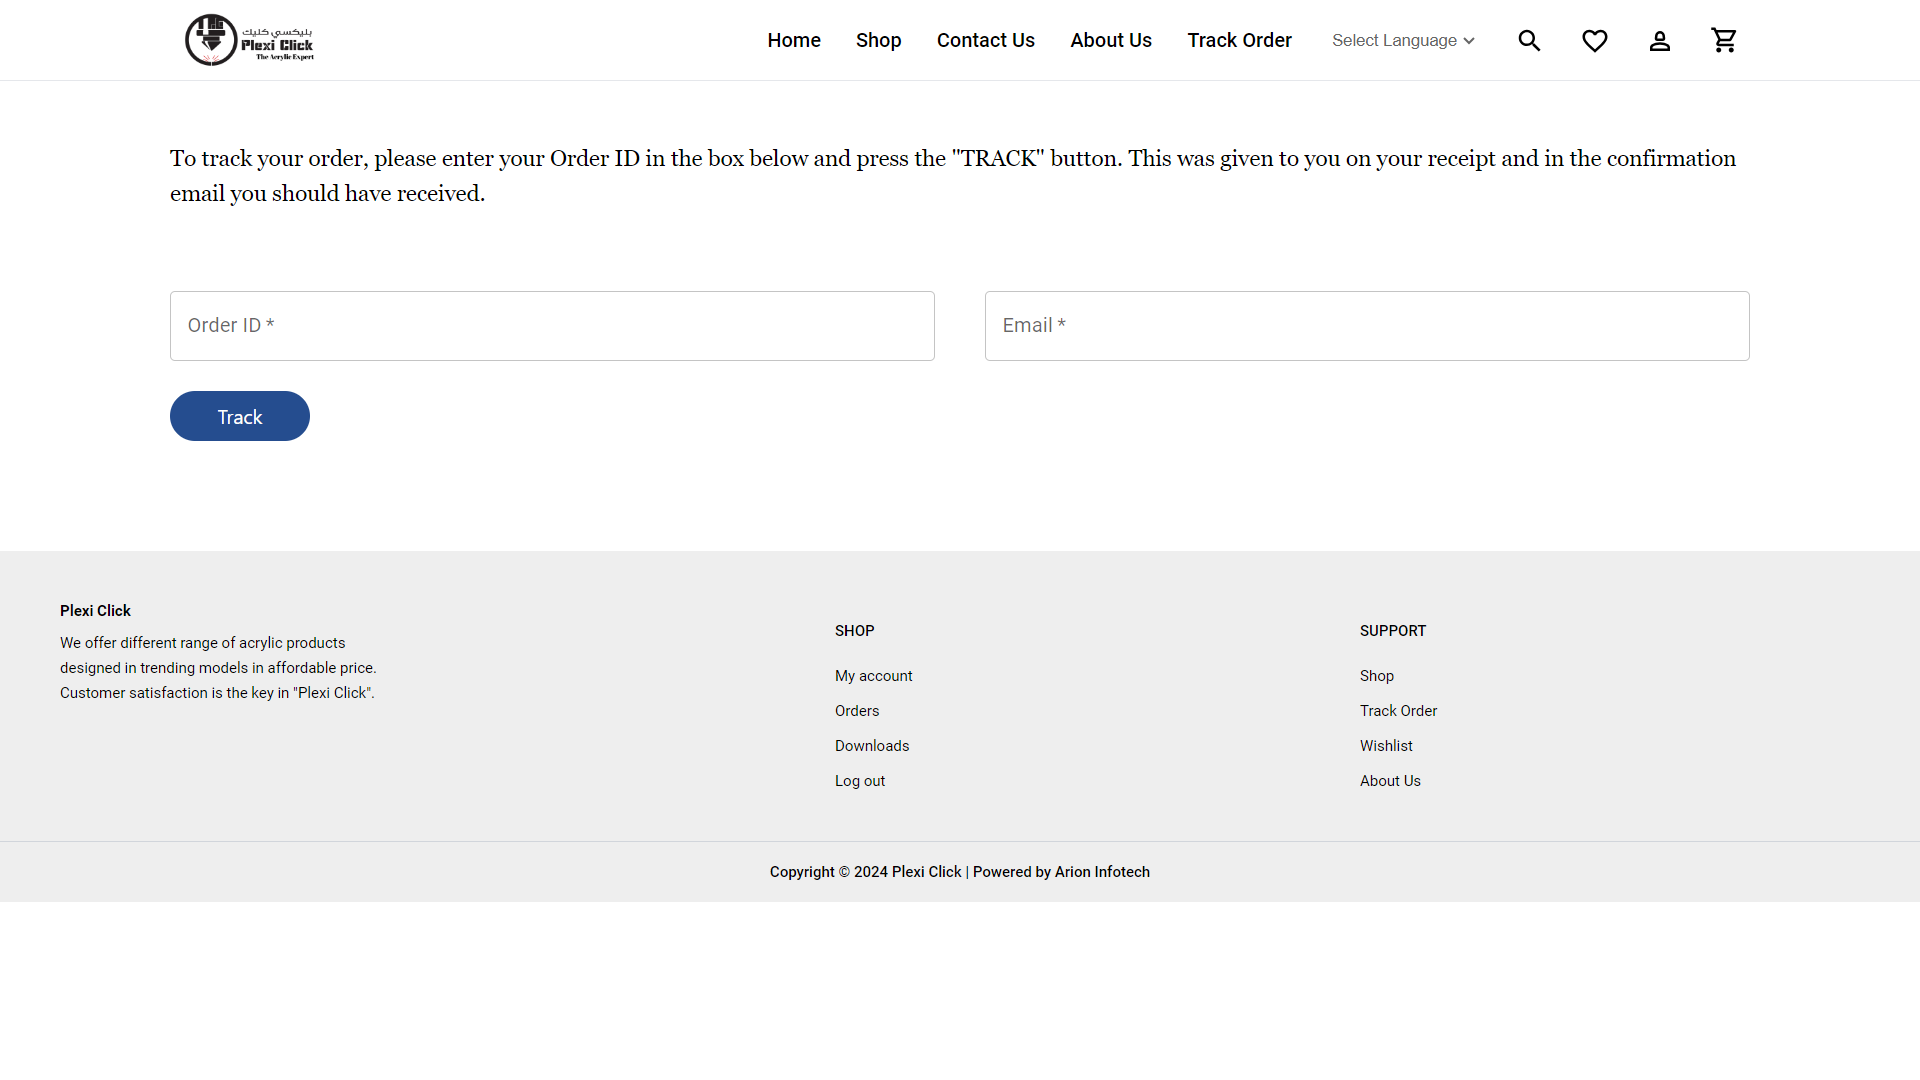 بليكسي كليك
Plexi Click
The Acrylic Expert
Home
Shop
Contact Us
About Us
Track Order
Select Language
To track your order, please enter your Order ID in the box below and press the "TRACK" button. This was given to you on your receipt and in the confirmation
email you should have received.
Order ID *
Email *
Track
Plexi Click
We offer different range of acrylic products
designed in trending models in affordable price.
Customer satisfaction is the key in "Plexi Click".
SHOP
My account
Orders
Downloads
Log out
SUPPORT
Shop
Track Order
Wishlist
About Us
Copyright © 2024 Plexi Click | Powered by Arion Infotech